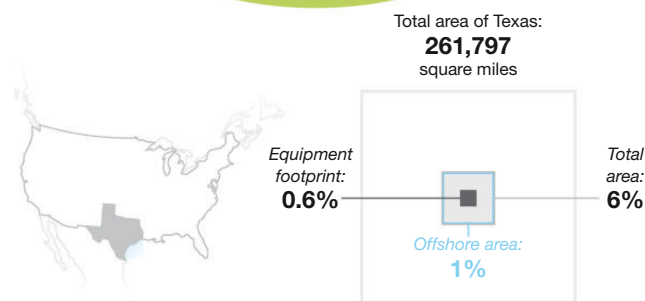 Total area of Texas:
261,797
square miles
Equipment
footprint:
0.6%
Total
area:
6%
Offshore area:
1%